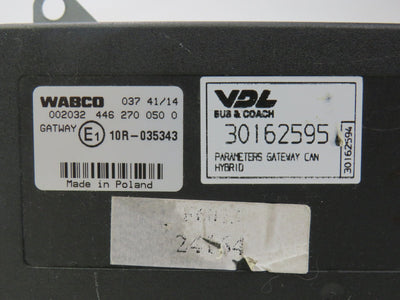 WABCO 037 41/14
002032 446 270 050 0
GATWAY E1 10R-035343
Made in Poland
VDL
BUS & COACH
30162595
PARAMETERS GATEWAY CAN
HYBRID
30162594